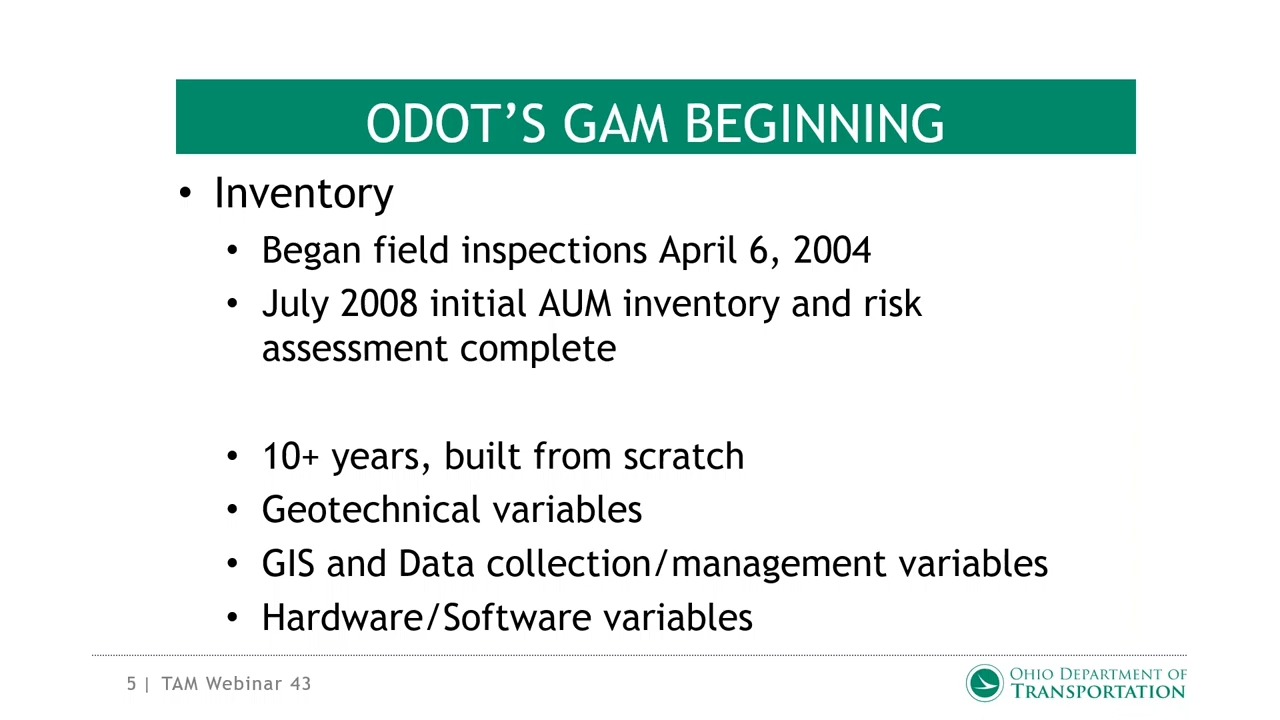 ODOT’S GAM BEGINNING
• Inventory
• Began field inspections April 6, 2004
• July 2008 initial AUM inventory and risk
assessment complete
• 10+ years, built from scratch
• Geotechnical variables
• GIS and Data collection/management variables
• Hardware/Software variables
5 | TAM Webinar 43
OHIO DEPARTMENT OF
TRANSPORTATION